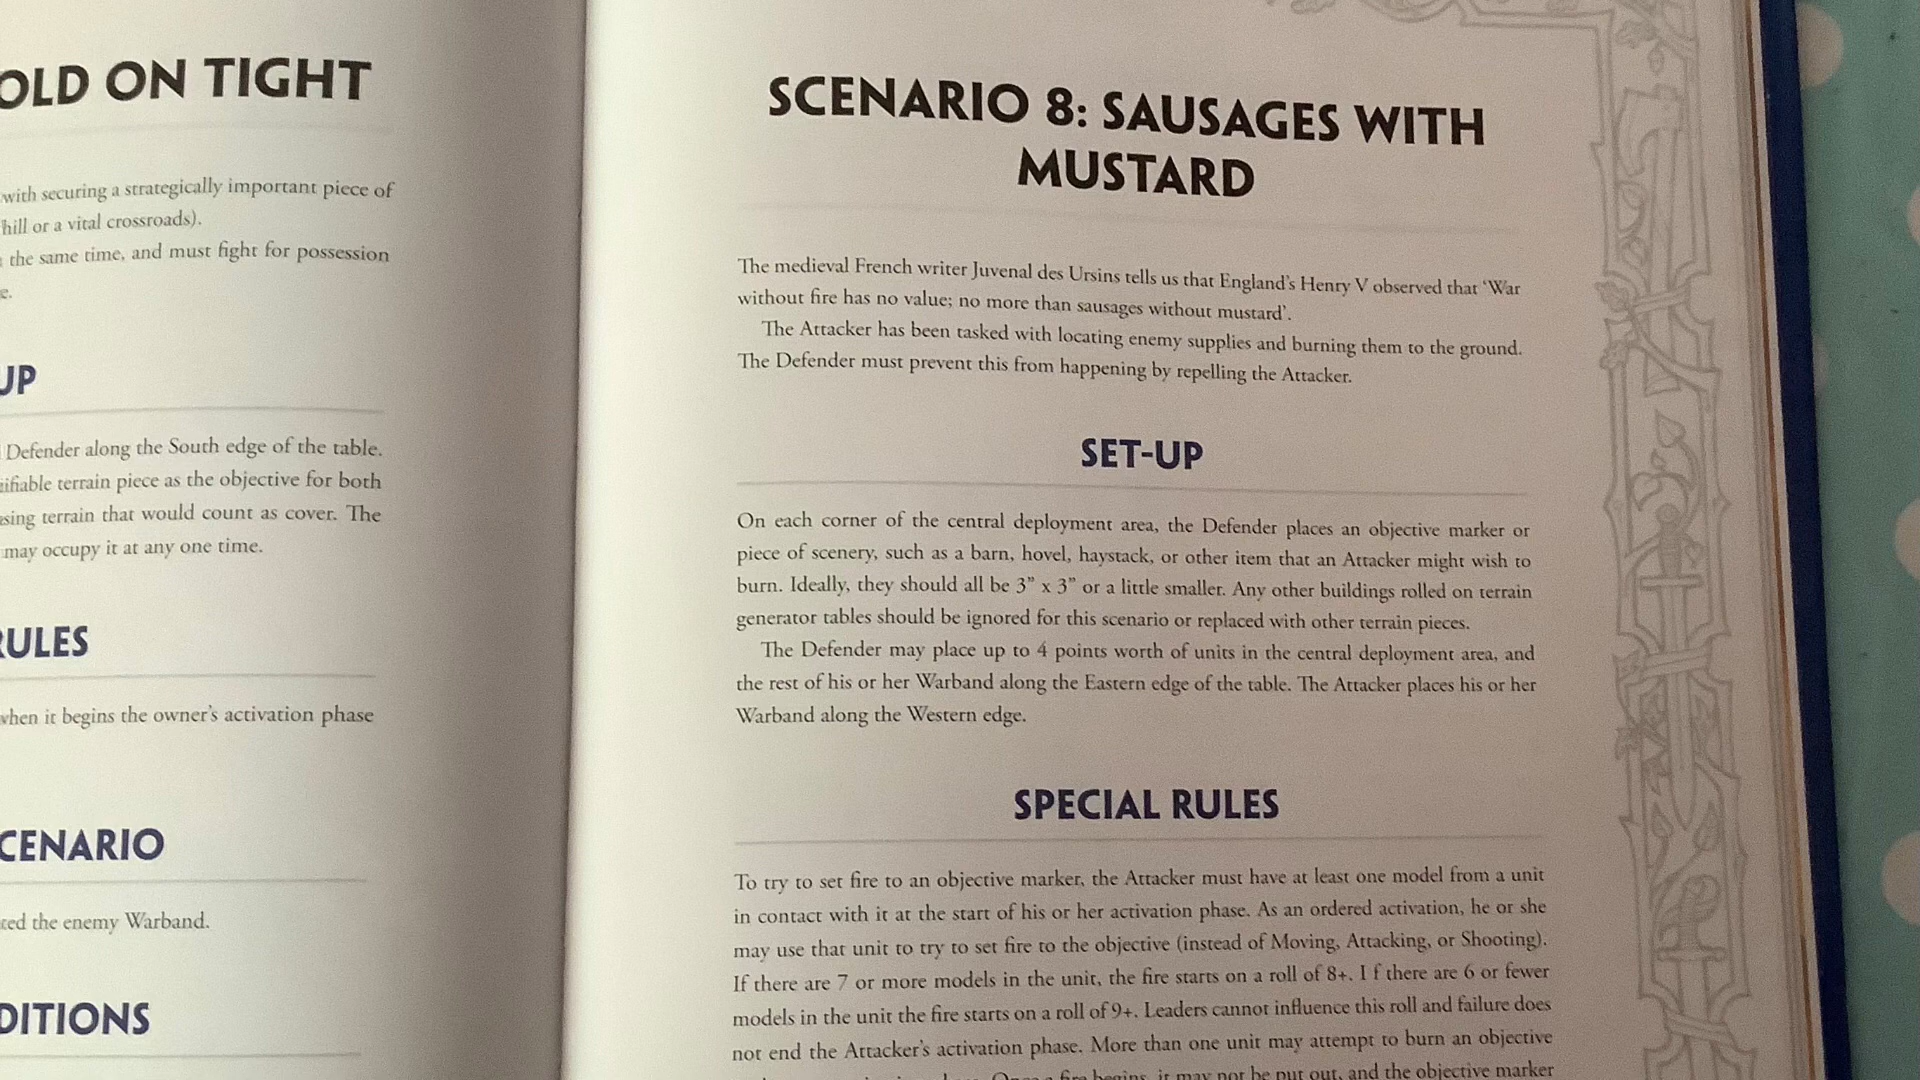 OLD ON TIGHT
with securing a strategically important piece of
hill or a vital crossroads).
the same time, and must fight for possession
e.
UP
Defender along the South edge of the table.
ifiable terrain piece as the objective for both
sing terrain that would count as cover. The
may occupy it at any one time.
RULES
when it begins the owner's activation phase
CENARIO
ted the enemy Warband.
DITIONS
SCENARIO 8: SAUSAGES WITH
MUSTARD
The medieval French writer Juvenal des Ursins tells us that England's Henry V observed that 'War
without fire has no value; no more than sausages without mustard'.
The Attacker has been tasked with locating enemy supplies and burning them to the ground.
The Defender must prevent this from happening by repelling the Attacker.
SET-UP
On each corner of the central deployment area, the Defender places an objective marker or
piece of scenery, such as a barn, hovel, haystack, or other item that an Attacker might wish to
burn. Ideally, they should all be 3” x 3” or a little smaller. Any other buildings rolled on terrain
generator tables should be ignored for this scenario or replaced with other terrain pieces.
The Defender may place up to 4 points worth of units in the central deployment area, and
the rest of his or her Warband along the Eastern edge of the table. The Attacker places his or her
Warband along the Western edge.
SPECIAL RULES
To try to set fire to an objective marker, the Attacker must have at least one model from a unit
in contact with it at the start of his or her activation phase. As an ordered activation, he or she
may use that unit to try to set fire to the objective (instead of Moving, Attacking, or Shooting).
If there are 7 or more models in the unit, the fire starts on a roll of 8+. I f there are 6 or fewer
models in the unit the fire starts on a roll of 9+. Leaders cannot influence this roll and failure does
not end the Attacker's activation phase. More than one unit may attempt to burn an objective
Once a fire begins, it may not be put out, and the objective marker